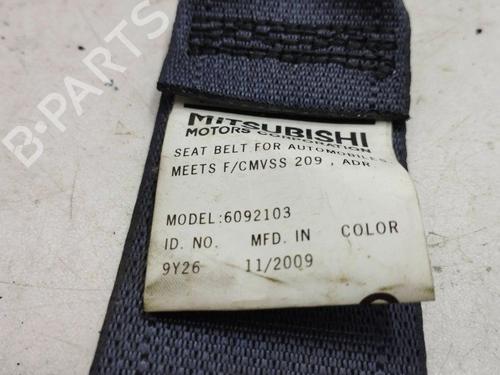 MITSUBISHI
MOTORS CORPORATION
SEAT BELT FOR AUTOMOBILES
MEETS F/CMVSS 209 , ADR
MODEL:6092103
ID. NO. MFD. IN COLOR
9Y26 11/2009
B-PARTS